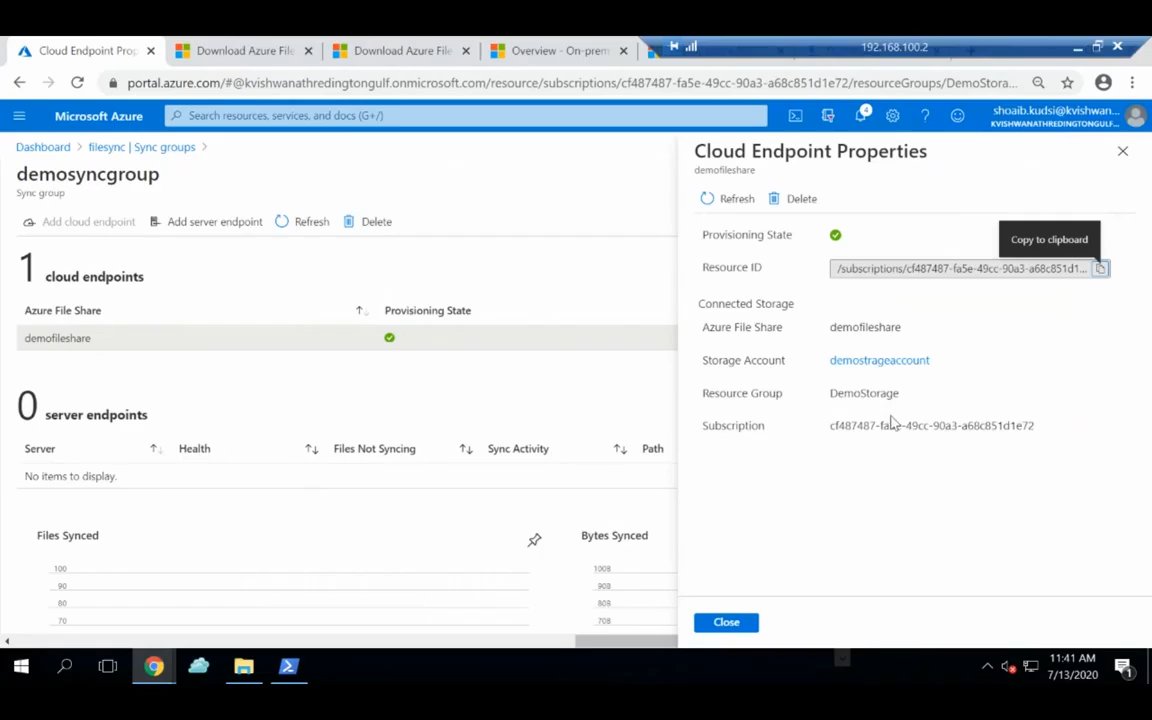 Cloud Endpoint Prop
Download Azure File
Download Azure File
Overview - On-prem
192.168.100.2
portal.azure.com/#@kvishwanathredingtongulf.onmicrosoft.com/resource/subscriptions/cf487487-fa5e-49cc-90a3-a68c851d1e72/resourceGroups/DemoStora...
Microsoft Azure
Search resources, services, and docs (G+/)
4
shoaib.kudsi@kvishwan...
KVISHWANATHREDINGTONGULF....
Dashboard > filesync | Sync groups >
demosyncgroup
Sync group
Add cloud endpoint
Add server endpoint
Refresh
Delete
1 cloud endpoints
Azure File Share
Provisioning State
demofileshare
0 server endpoints
Server
Health
Files Not Syncing
Sync Activity
Path
No items to display.
Files Synced
100
90
80
70
Bytes Synced
100B
90B
80B
70B
Cloud Endpoint Properties
demofileshare
Refresh
Delete
Provisioning State
Copy to clipboard
Resource ID
/subscriptions/cf487487-fa5e-49cc-90a3-a68c851d1...
Connected Storage
Azure File Share
demofileshare
Storage Account
demostrageaccount
Resource Group
DemoStorage
Subscription
cf487487-fa5e-49cc-90a3-a68c851d1e72
Close
11:41 AM
7/13/2020
1